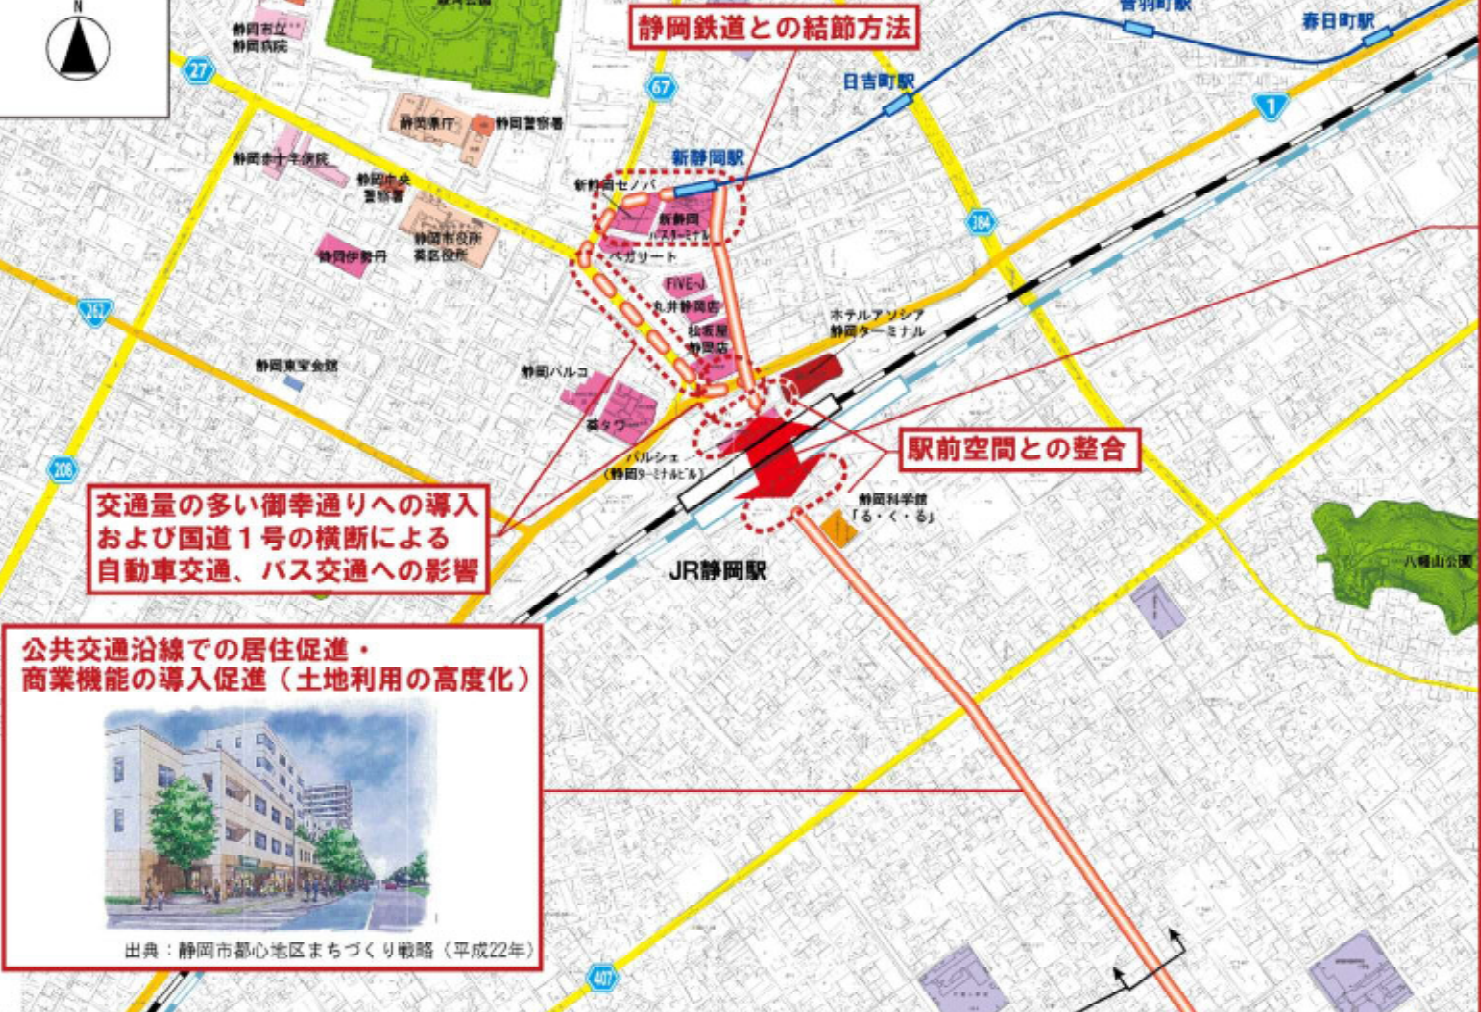 N
静岡市立
静岡病院
27
静岡鉄道との結節方法
音羽町駅
春日町駅
日吉町駅
67
1
静岡県庁
静岡警察署
静岡赤十字病院
静岡中央
警察署
新静岡駅
新静岡セノバ
新静岡
バスターミナル
静岡市役所
葵区役所
静岡伊勢丹
ペガサート
384
FIVE-J
丸井静岡店
松坂屋
静岡店
ホテルアソシア
静岡ターミナル
362
静岡東宝会館
静岡パルコ
葵タワー
パルシェ
(静岡ターミナルビル)
駅前空間との整合
208
静岡科学館
「る・く・る」
交通量の多い御幸通りへの導入
および国道1号の横断による
自動車交通、バス交通への影響
JR静岡駅
八幡山公園
公共交通沿線での居住促進・
商業機能の導入促進（土地利用の高度化）
出典：静岡市都心地区まちづくり戦略（平成22年）
407